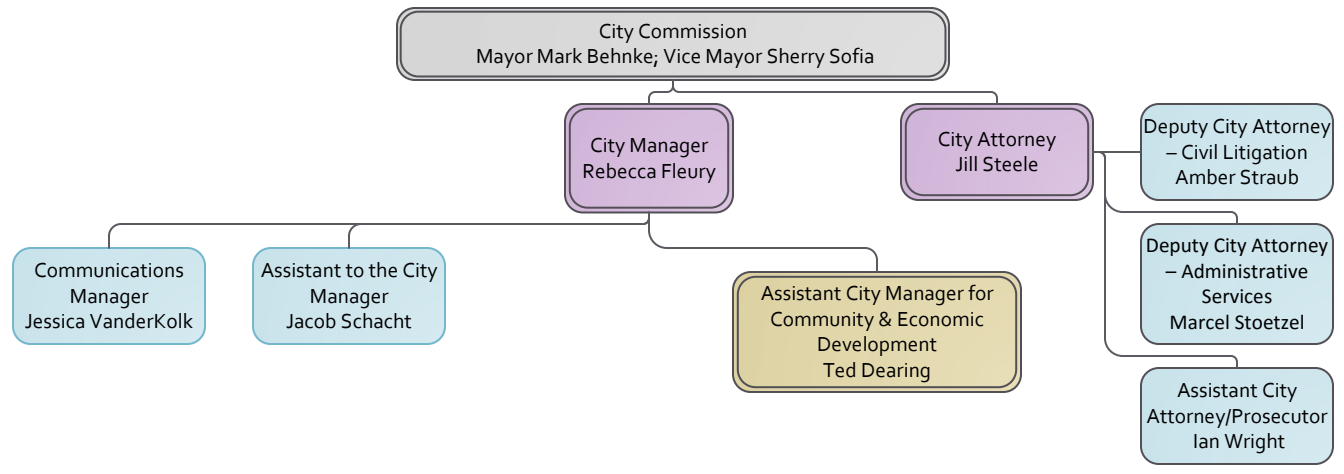 City Commission
Mayor Mark Behnke; Vice Mayor Sherry Sofia
City Manager
Rebecca Fleury
City Attorney
Jill Steele
Deputy City Attorney
– Civil Litigation
Amber Straub
Deputy City Attorney
– Administrative
Services
Marcel Stoetzel
Assistant City
Attorney/Prosecutor
Ian Wright
Communications
Manager
Jessica VanderKolk
Assistant to the City
Manager
Jacob Schacht
Assistant City Manager for
Community & Economic
Development
Ted Dearing